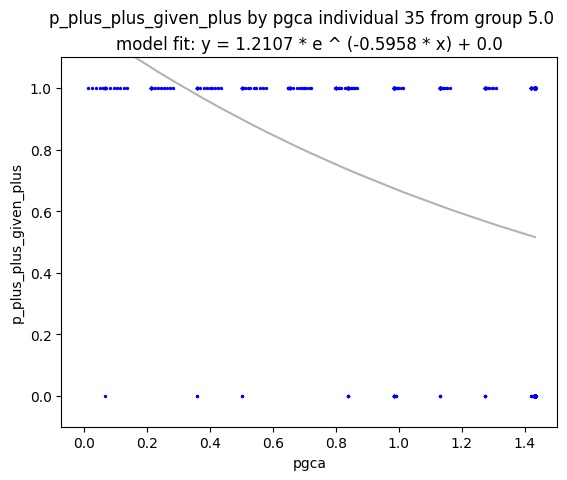 p_plus_plus_given_plus by pgca individual 35 from group 5.0
model fit: y = 1.2107 * e ^ (-0.5958 * x) + 0.0
1.0
0.8
0.6
0.4
0.2
0.0
p_plus_plus_given_plus
0.0 0.2 0.4 0.6 0.8 1.0 1.2 1.4
pgca